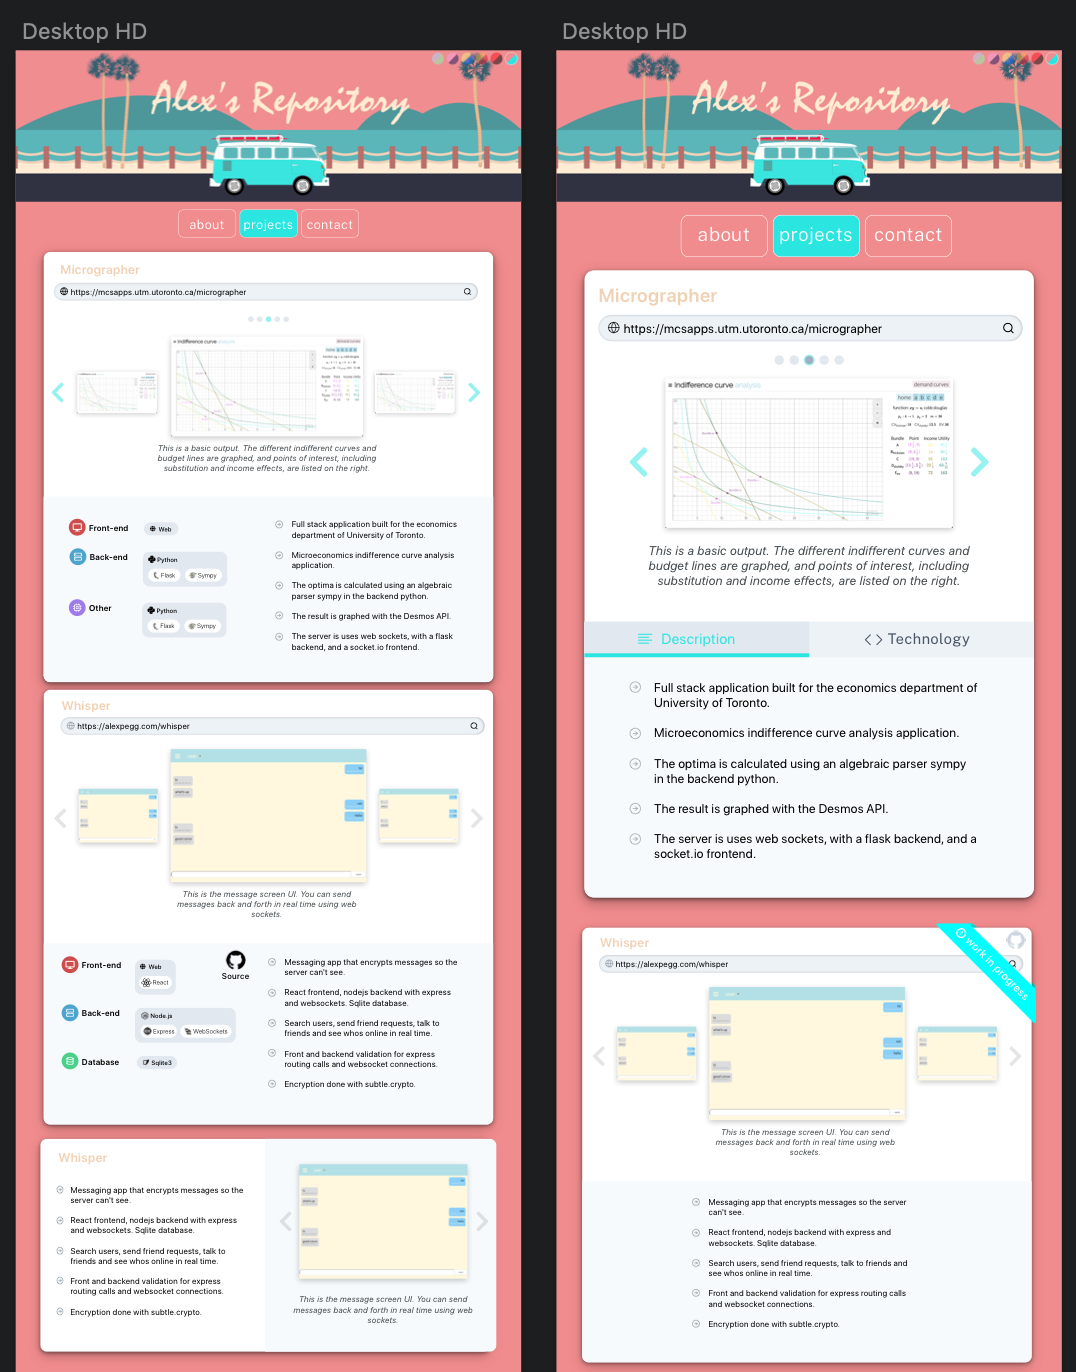 Desktop HD
Alex's Repository
about
projects
contact
Micrographer
https://mcsapps.utm.utoronto.ca/micrographer
Indifference curve analysis
demand curves
This is a basic output. The different indifferent curves and
budget lines are graphed, and points of interest, including
substitution and income effects, are listed on the right.
Front-end
Web
Back-end
Python
Flask
Sympy
Other
Python
Flask
Sympy
Full stack application built for the economics
department of University of Toronto.
Microeconomics indifference curve analysis
application.
The optima is calculated using an algebraic
parser sympy in the backend python.
The result is graphed with the Desmos API.
The server is uses web sockets, with a flask
backend, and a socket.io frontend.
Whisper
https://alexpegg.com/whisper
This is the message screen UI. You can send
messages back and forth in real time using web
sockets.
Front-end
Web
React
Back-end
Node.js
Express
WebSockets
Database
Sqlite3
Source
Messaging app that encrypts messages so the
server can't see.
React frontend, nodejs backend with express
and websockets. Sqlite database.
Search users, send friend requests, talk to
friends and see whos online in real time.
Front and backend validation for express
routing calls and websocket connections.
Encryption done with subtle.crypto.
Whisper
Messaging app that encrypts messages so the
server can't see.
React frontend, nodejs backend with express
and websockets. Sqlite database.
Search users, send friend requests, talk to
friends and see whos online in real time.
Front and backend validation for express
routing calls and websocket connections.
Encryption done with subtle.crypto.
This is the message screen UI. You can send
messages back and forth in real time using web
sockets.
Desktop HD
Alex's Repository
about
projects
contact
Micrographer
https://mcsapps.utm.utoronto.ca/micrographer
Indifference curve analysis
demand curves
home a b c d e
Bundle Point Income Utility
This is a basic output. The different indifferent curves and
budget lines are graphed, and points of interest, including
substitution and income effects, are listed on the right.
Description
Technology
Full stack application built for the economics department of
University of Toronto.
Microeconomics indifference curve analysis application.
The optima is calculated using an algebraic parser sympy
in the backend python.
The result is graphed with the Desmos API.
The server is uses web sockets, with a flask backend, and a
socket.io frontend.
Whisper
work in progress
https://alexpegg.com/whisper
This is the message screen UI. You can send
messages back and forth in real time using web
sockets.
Messaging app that encrypts messages so the server
can't see.
React frontend, nodejs backend with express and
websockets. Sqlite database.
Search users, send friend requests, talk to friends and
see whos online in real time.
Front and backend validation for express routing calls
and websocket connections.
Encryption done with subtle.crypto.